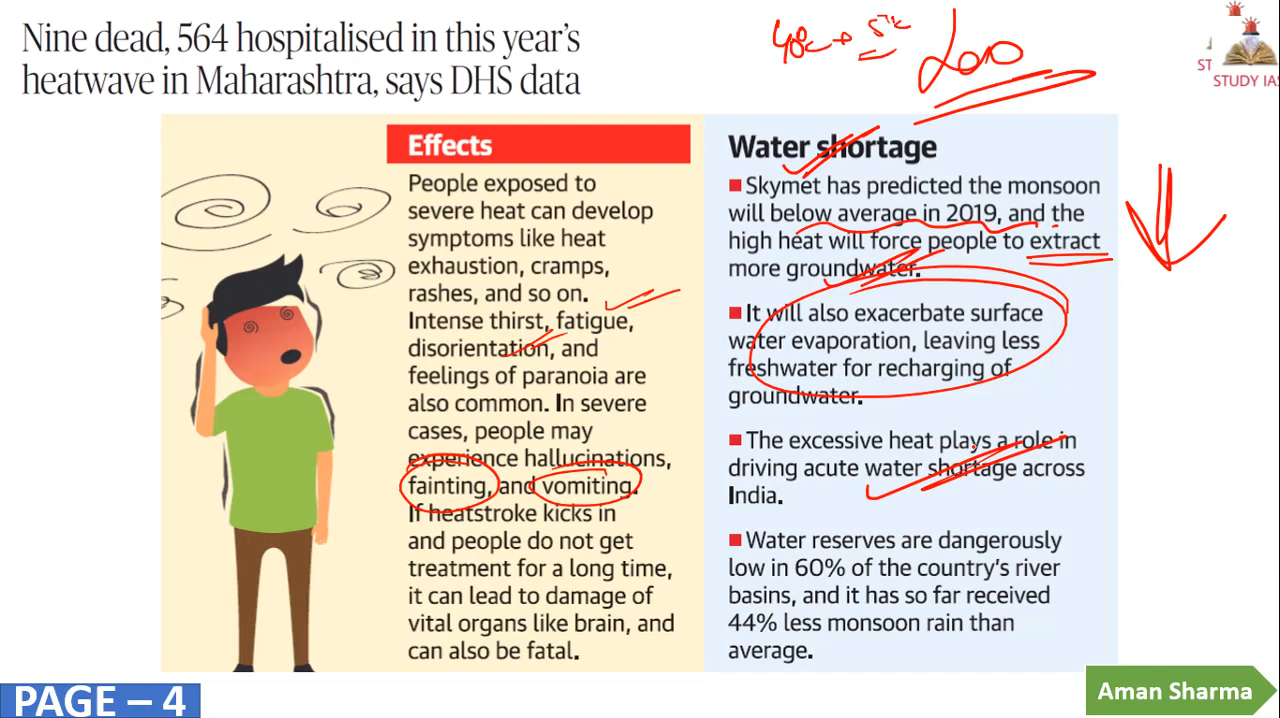 Nine dead, 564 hospitalised in this year's
heatwave in Maharashtra, says DHS data
Loo
STUDY IAS
Effects
People exposed to
severe heat can develop
symptoms like heat
exhaustion, cramps,
rashes, and so on.
Intense thirst, fatigue,
disorientation, and
feelings of paranoia are
also common. In severe
cases, people may
experience hallucinations,
fainting, and vomiting.
If heatstroke kicks in
and people do not get
treatment for a long time,
it can lead to damage of
vital organs like brain, and
can also be fatal.
Water shortage
Skymet has predicted the monsoon
will below average in 2019, and the
high heat will force people to extract
more groundwater.
It will also exacerbate surface
water evaporation, leaving less
freshwater for recharging of
groundwater.
The excessive heat plays a role in
driving acute water shortage across
India.
Water reserves are dangerously
low in 60% of the country's river
basins, and it has so far received
44% less monsoon rain than
average.
PAGE – 4
Aman Sharma